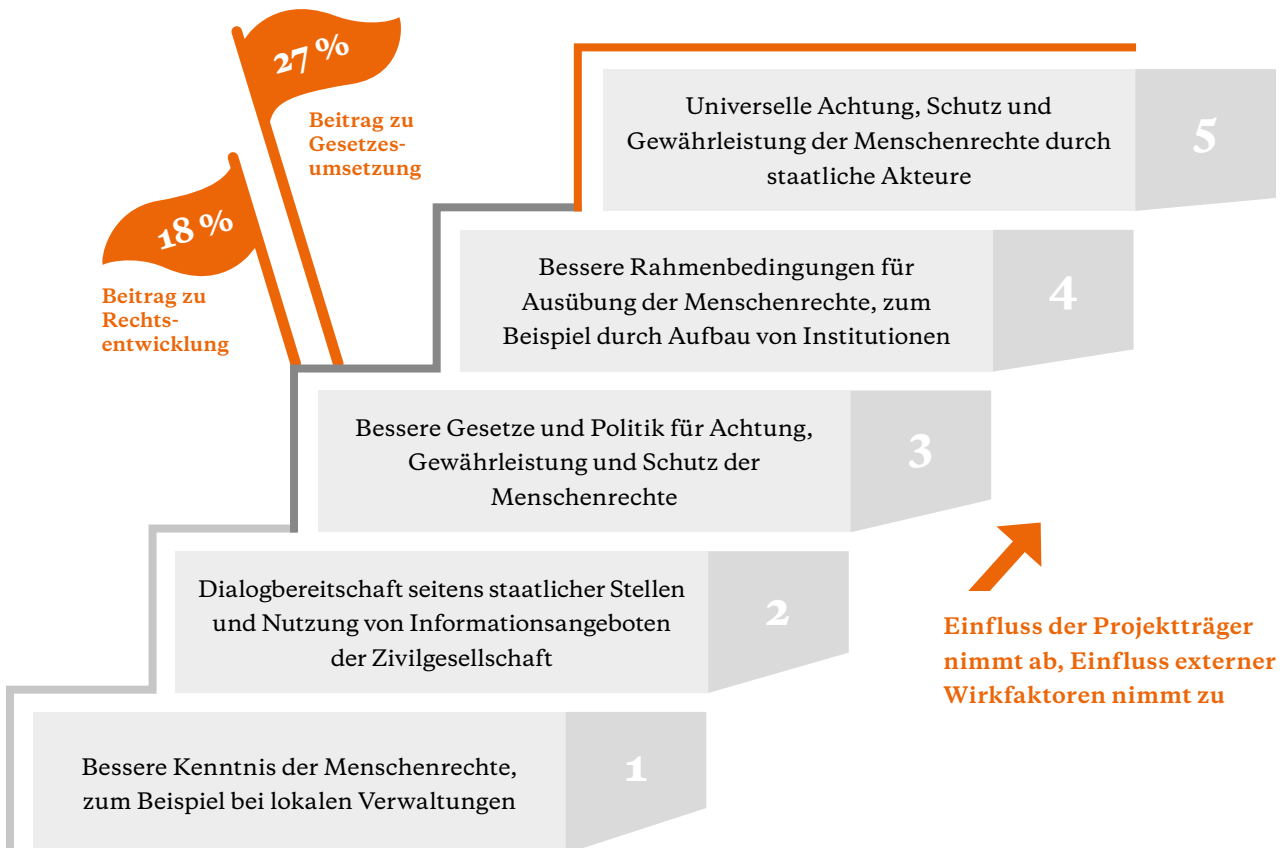 27 %
Beitrag zu
Gesetzes-
umsetzung
18 %
Beitrag zu
Rechts-
entwicklung
Universelle Achtung, Schutz und
Gewährleistung der Menschenrechte durch
staatliche Akteure
5
Bessere Rahmenbedingungen für
Ausübung der Menschenrechte, zum
Beispiel durch Aufbau von Institutionen
4
Bessere Gesetze und Politik für Achtung,
Gewährleistung und Schutz der
Menschenrechte
3
Dialogbereitschaft seitens staatlicher Stellen
und Nutzung von Informationsangeboten
der Zivilgesellschaft
2
Einfluss der Projektträger
nimmt ab, Einfluss externer
Wirkfaktoren nimmt zu
Bessere Kenntnis der Menschenrechte,
zum Beispiel bei lokalen Verwaltungen
1